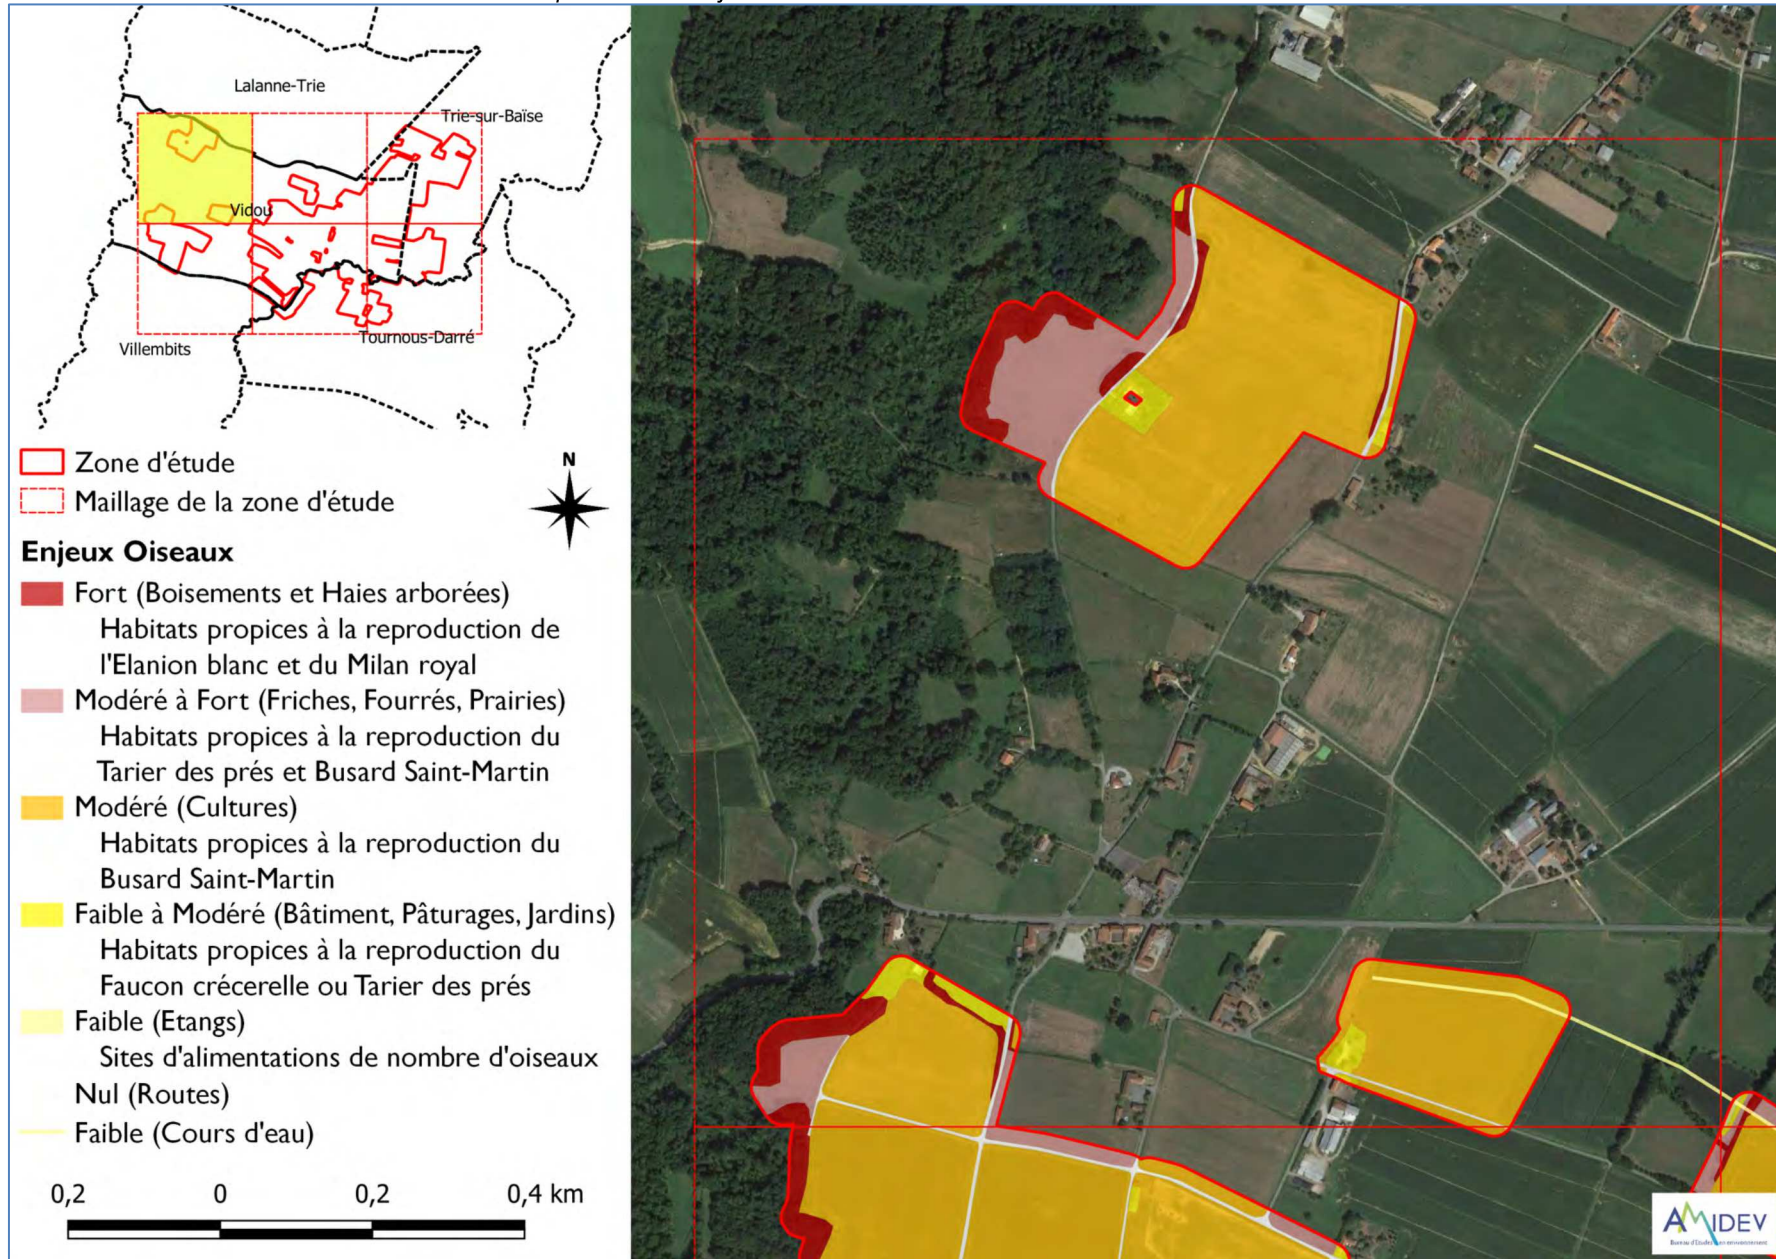 Lalanne-Trie
Trie-sur-Baïse
Vidou
Villembits
Tournous-Darré
Zone d'étude
N
Maillage de la zone d'étude
Enjeux Oiseaux
Fort (Boisements et Haies arborées)
Habitats propices à la reproduction de
l'Elanion blanc et du Milan royal
Modéré à Fort (Friches, Fourrés, Prairies)
Habitats propices à la reproduction du
Tarier des prés et Busard Saint-Martin
Modéré (Cultures)
Habitats propices à la reproduction du
Busard Saint-Martin
Faible à Modéré (Bâtiment, Pâturages, Jardins)
Habitats propices à la reproduction du
Faucon crécerelle ou Tarier des prés
Faible (Etangs)
Sites d'alimentations de nombre d'oiseaux
Nul (Routes)
Faible (Cours d'eau)
0,2 0 0,2 0,4 km
AMIDEV
Bureau d'Etudes en environnement